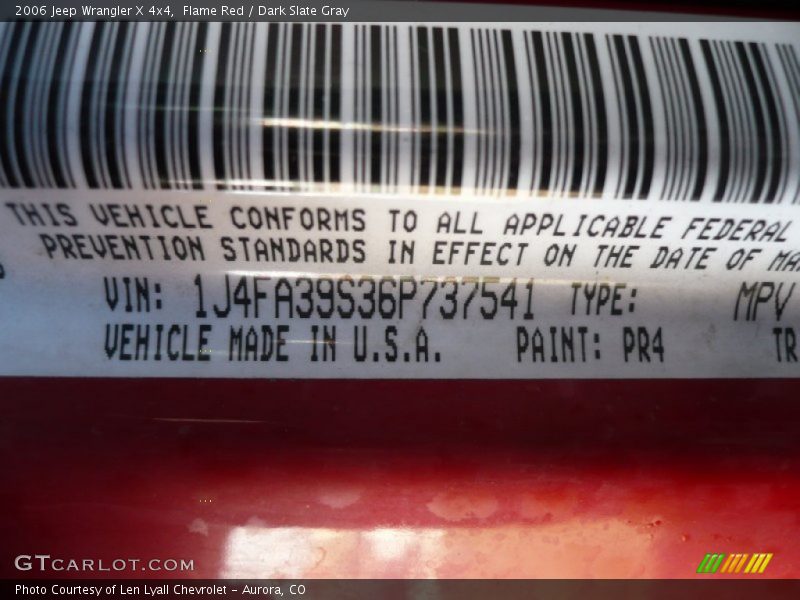 2006 Jeep Wrangler X 4x4,  Flame Red / Dark Slate Gray
THIS VEHICLE CONFORMS TO ALL APPLICABLE FEDERAL
PREVENTION STANDARDS IN EFFECT ON THE DATE OF MA
VIN: 1J4FA39S36P737541 TYPE: MPV
VEHICLE MADE IN U.S.A. PAINT: PR4 TR
GTCARLOT.COM
Photo Courtesy of Len Lyall Chevrolet – Aurora, CO